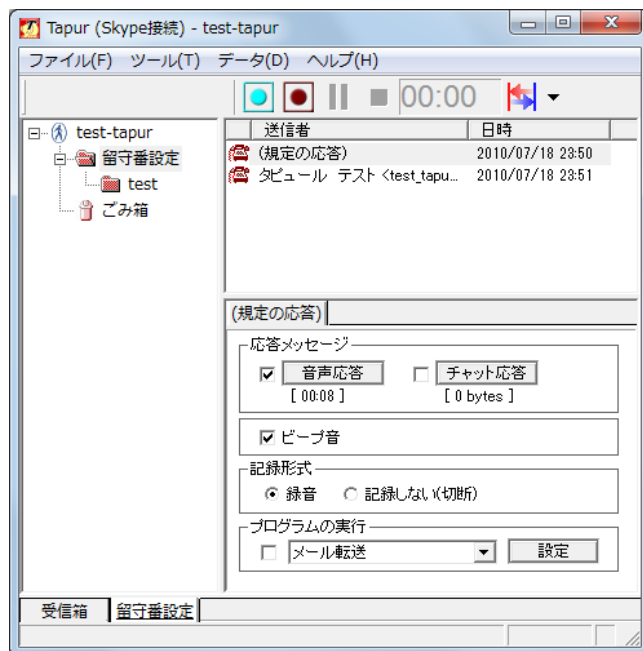 Tapur (Skype接続) - test-tapur
ファイル(F) ツール(T) データ(D) ヘルプ(H)
00:00
test-tapur
留守番設定
test
ごみ箱
送信者 日時
(規定の応答) 2010/07/18 23:50
タピュール テスト <test_tapu... 2010/07/18 23:51
(規定の応答)
応答メッセージ
音声応答 チャット応答
[ 00:08 ] [ 0 bytes ]
ビープ音
記録形式
録音 記録しない(切断)
プログラムの実行
メール転送 設定
受信箱 留守番設定